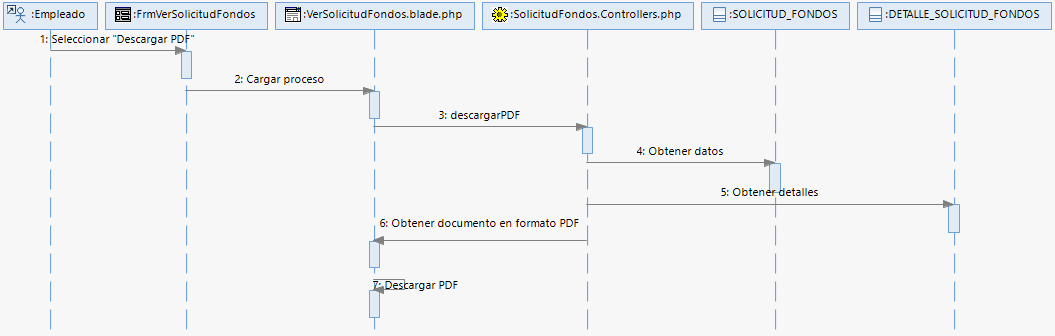 :Empleado
:FrmVerSolicitudFondos
:VerSolicitudFondos.blade.php
:SolicitudFondos.Controllers.php
:SOLICITUD_FONDOS
:DETALLE_SOLICITUD_FONDOS
1: Seleccionar "Descargar PDF"
2: Cargar proceso
3: descargarPDF
4: Obtener datos
5: Obtener detalles
6: Obtener documento en formato PDF
7: Descargar PDF